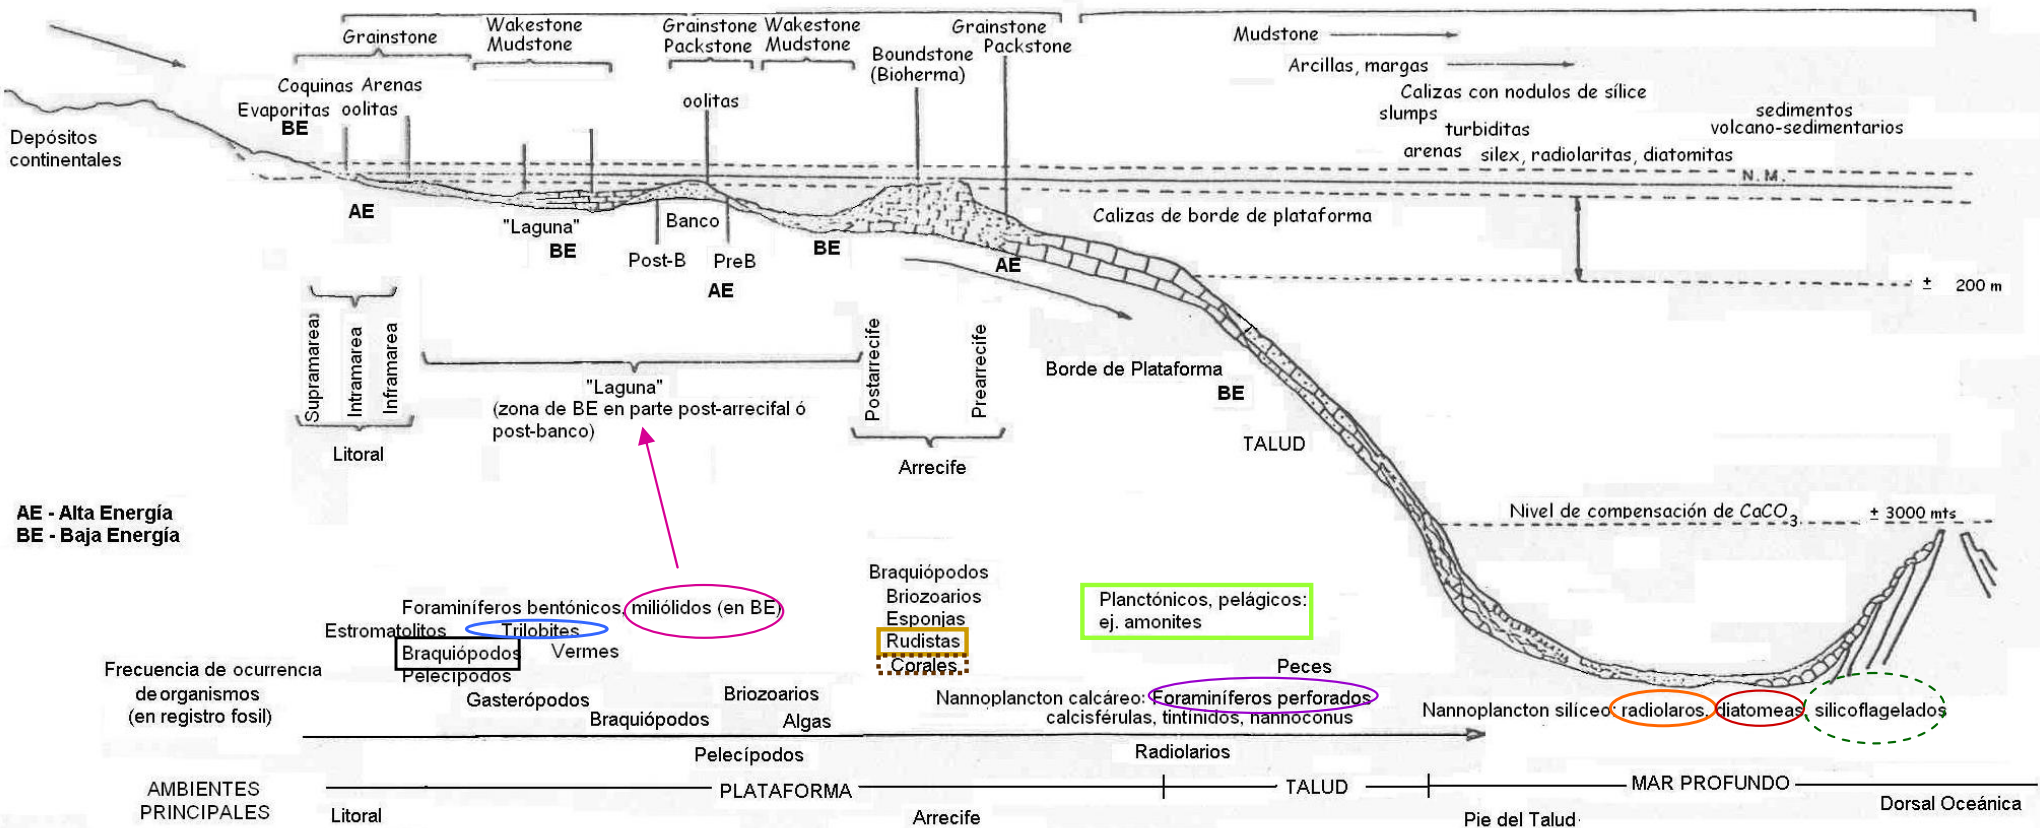 Grainstone
Wakestone
Mudstone
Grainstone
Packstone
Wakestone
Mudstone
Boundstone
(Bioherma)
Grainstone
Packstone
Mudstone
Arcillas, margas
Calizas con nodulos de sílice
slumps
turbiditas
arenas
silex, radiolaritas, diatomitas
sedimentos
volcano-sedimentarios
Coquinas Arenas
Evaporitas oolitas
BE
oolitas
Depósitos
continentales
N.M.
AE
"Laguna"
BE
Banco
Post-B
PreB
AE
BE
AE
Calizas de borde de plataforma
± 200 m
Supramarea
Intramarea
Inframarea
Litoral
"Laguna"
(zona de BE en parte post-arrecifal ó
post-banco)
Postarrecife
Prearrecife
Arrecife
Borde de Plataforma
BE
TALUD
AE - Alta Energía
BE - Baja Energía
Nivel de compensación de CaCO3
± 3000 mts
Foraminíferos bentónicos, miliólidos (en BE)
Estromatolitos
Trilobites
Braquiópodos
Vermes
Pelecípodos
Gasterópodos
Braquiópodos
Briozoarios
Algas
Braquiópodos
Briozoarios
Esponjas
Rudistas
Corales
Planctónicos, pelágicos:
ej. amonites
Peces
Nannoplancton calcáreo: Foraminíferos perforados
calcisférulas, tintínidos, nannoconus
Nannoplancton silíceo: radiolaros, diatomeas silicoflagelados
Frecuencia de ocurrencia
de organismos
(en registro fosil)
Pelecípodos
Radiolarios
AMBIENTES
PRINCIPALES
PLATAFORMA
TALUD
MAR PROFUNDO
Litoral
Arrecife
Pie del Talud
Dorsal Oceánica